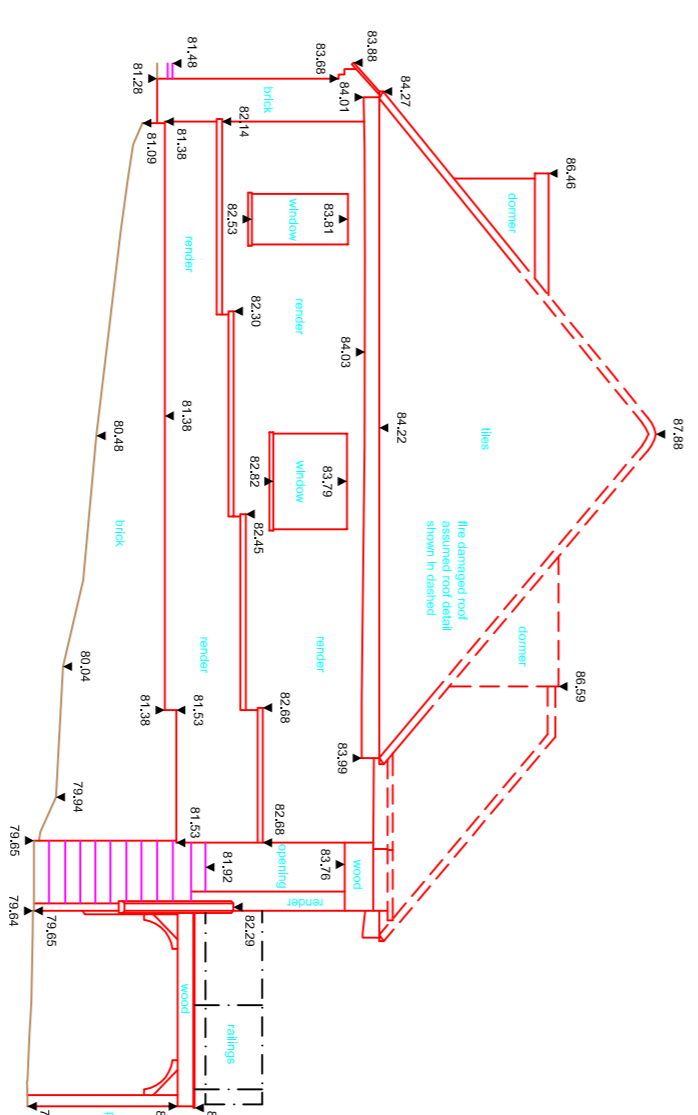 83.88
84.27
81.48
83.68
81.28
84.01
brick
86.46
dormer
82.14
81.38
81.09
window
83.81
82.53
render
82.30
render
84.03
84.22
tiles
87.88
81.38
80.48
brick
window
83.79
82.82
82.45
fire damaged roof
assumed roof detail
shown in dashed
dormer
86.59
render
render
80.04
81.38
81.53
82.68
83.99
79.94
79.65
81.53
82.68
opening
81.92
83.76
wood
render
79.64
79.65
82.29
wood
railings